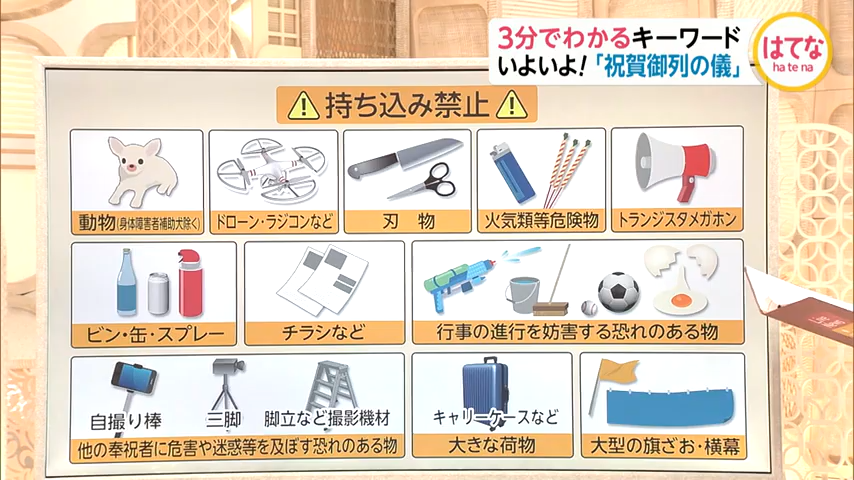 3分でわかるキーワード
いよいよ!「祝賀御列の儀」
はてな
ha te na
持ち込み禁止
動物(身体障害者補助犬除く)
ドローン・ラジコンなど
刃物
火気類等危険物
トランジスタメガホン
ビン・缶・スプレー
チラシなど
行事の進行を妨害する恐れのある物
自撮り棒
三脚
脚立など撮影機材
他の奉祝者に危害や迷惑等を及ぼす恐れのある物
キャリーケースなど
大きな荷物
大型の旗ざお・横幕